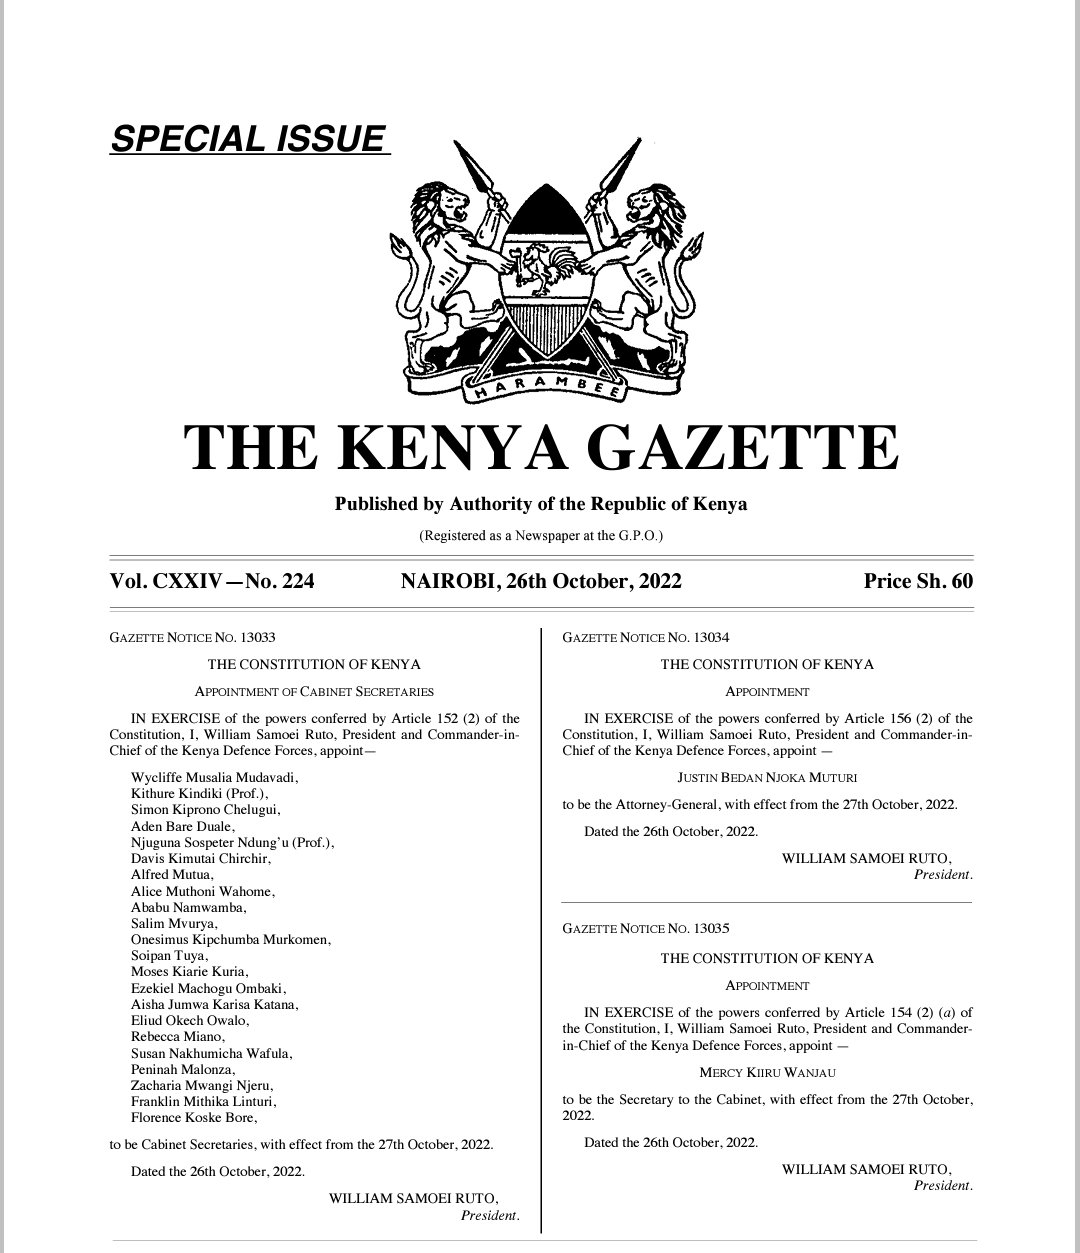 SPECIAL ISSUE
HARAMBEE
THE KENYA GAZETTE
Published by Authority of the Republic of Kenya
(Registered as a Newspaper at the G.P.O.)
Vol. CXXIV—No. 224 NAIROBI, 26th October, 2022 Price Sh. 60
GAZETTE NOTICE NO. 13033
THE CONSTITUTION OF KENYA
APPOINTMENT OF CABINET SECRETARIES
IN EXERCISE of the powers conferred by Article 152 (2) of the
Constitution, I, William Samoei Ruto, President and Commander-in-
Chief of the Kenya Defence Forces, appoint—
Wycliffe Musalia Mudavadi,
Kithure Kindiki (Prof.),
Simon Kiprono Chelugui,
Aden Bare Duale,
Njuguna Sospeter Ndung’u (Prof.),
Davis Kimutai Chirchir,
Alfred Mutua,
Alice Muthoni Wahome,
Ababu Namwamba,
Salim Mvurya,
Onesimus Kipchumba Murkomen,
Soipan Tuya,
Moses Kiarie Kuria,
Ezekiel Machogu Ombaki,
Aisha Jumwa Karisa Katana,
Eliud Okech Owalo,
Rebecca Miano,
Susan Nakhumicha Wafula,
Peninah Malonza,
Zacharia Mwangi Njeru,
Franklin Mithika Linturi,
Florence Koske Bore,
to be Cabinet Secretaries, with effect from the 27th October, 2022.
Dated the 26th October, 2022.
WILLIAM SAMOEI RUTO,
President.
GAZETTE NOTICE NO. 13034
THE CONSTITUTION OF KENYA
APPOINTMENT
IN EXERCISE of the powers conferred by Article 156 (2) of the
Constitution, I, William Samoei Ruto, President and Commander-in-
Chief of the Kenya Defence Forces, appoint —
JUSTIN BEDAN NJOKA MUTURI
to be the Attorney-General, with effect from the 27th October, 2022.
Dated the 26th October, 2022.
WILLIAM SAMOEI RUTO,
President.
GAZETTE NOTICE NO. 13035
THE CONSTITUTION OF KENYA
APPOINTMENT
IN EXERCISE of the powers conferred by Article 154 (2) (a) of
the Constitution, I, William Samoei Ruto, President and Commander-
in-Chief of the Kenya Defence Forces, appoint —
MERCY KIIRU WANJAU
to be the Secretary to the Cabinet, with effect from the 27th October,
2022.
Dated the 26th October, 2022.
WILLIAM SAMOEI RUTO,
President.